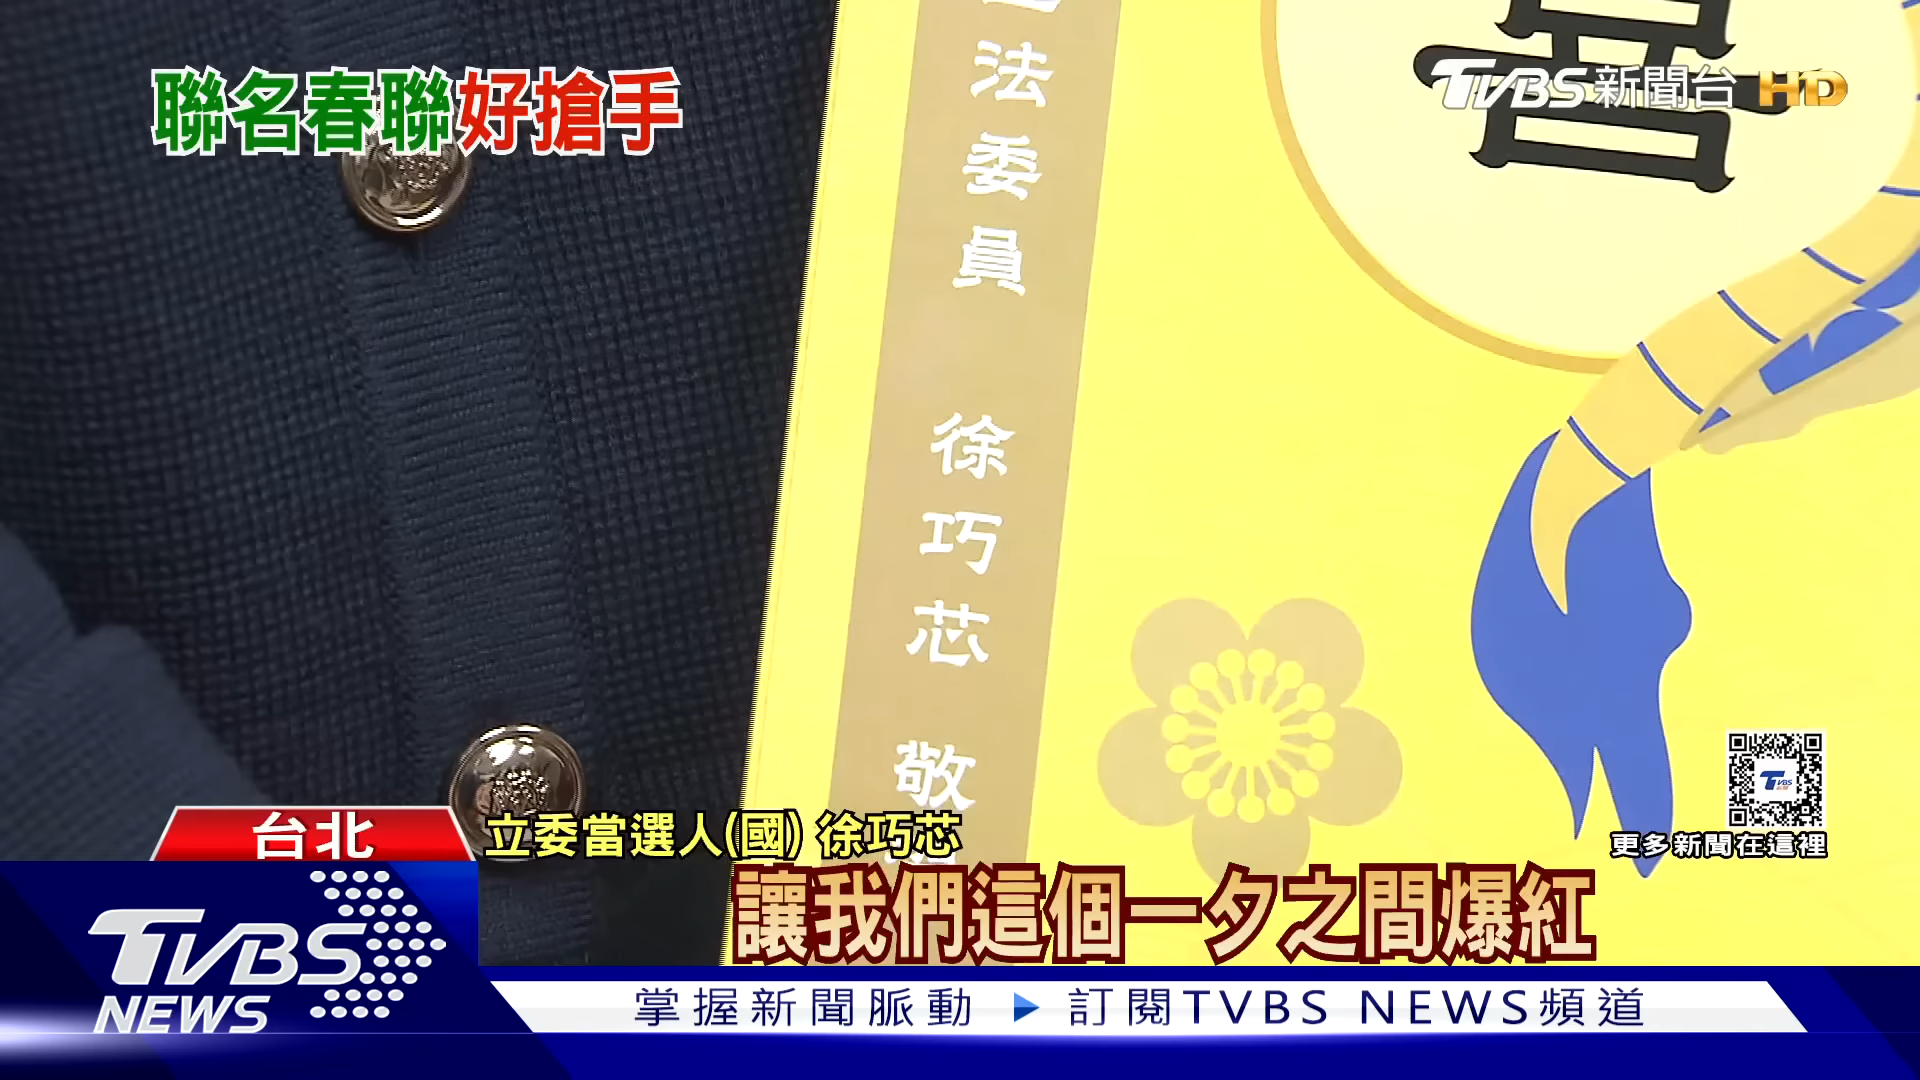 聯名春聯好搶手
TVBS新聞台 HD
法委員 徐巧芯 敬
台北
立委當選人(國) 徐巧芯
讓我們這個一夕之間爆紅
TVBS
更多新聞在這裡
TVBS
NEWS
掌握新聞脈動 ▶ 訂閱TVBS NEWS頻道